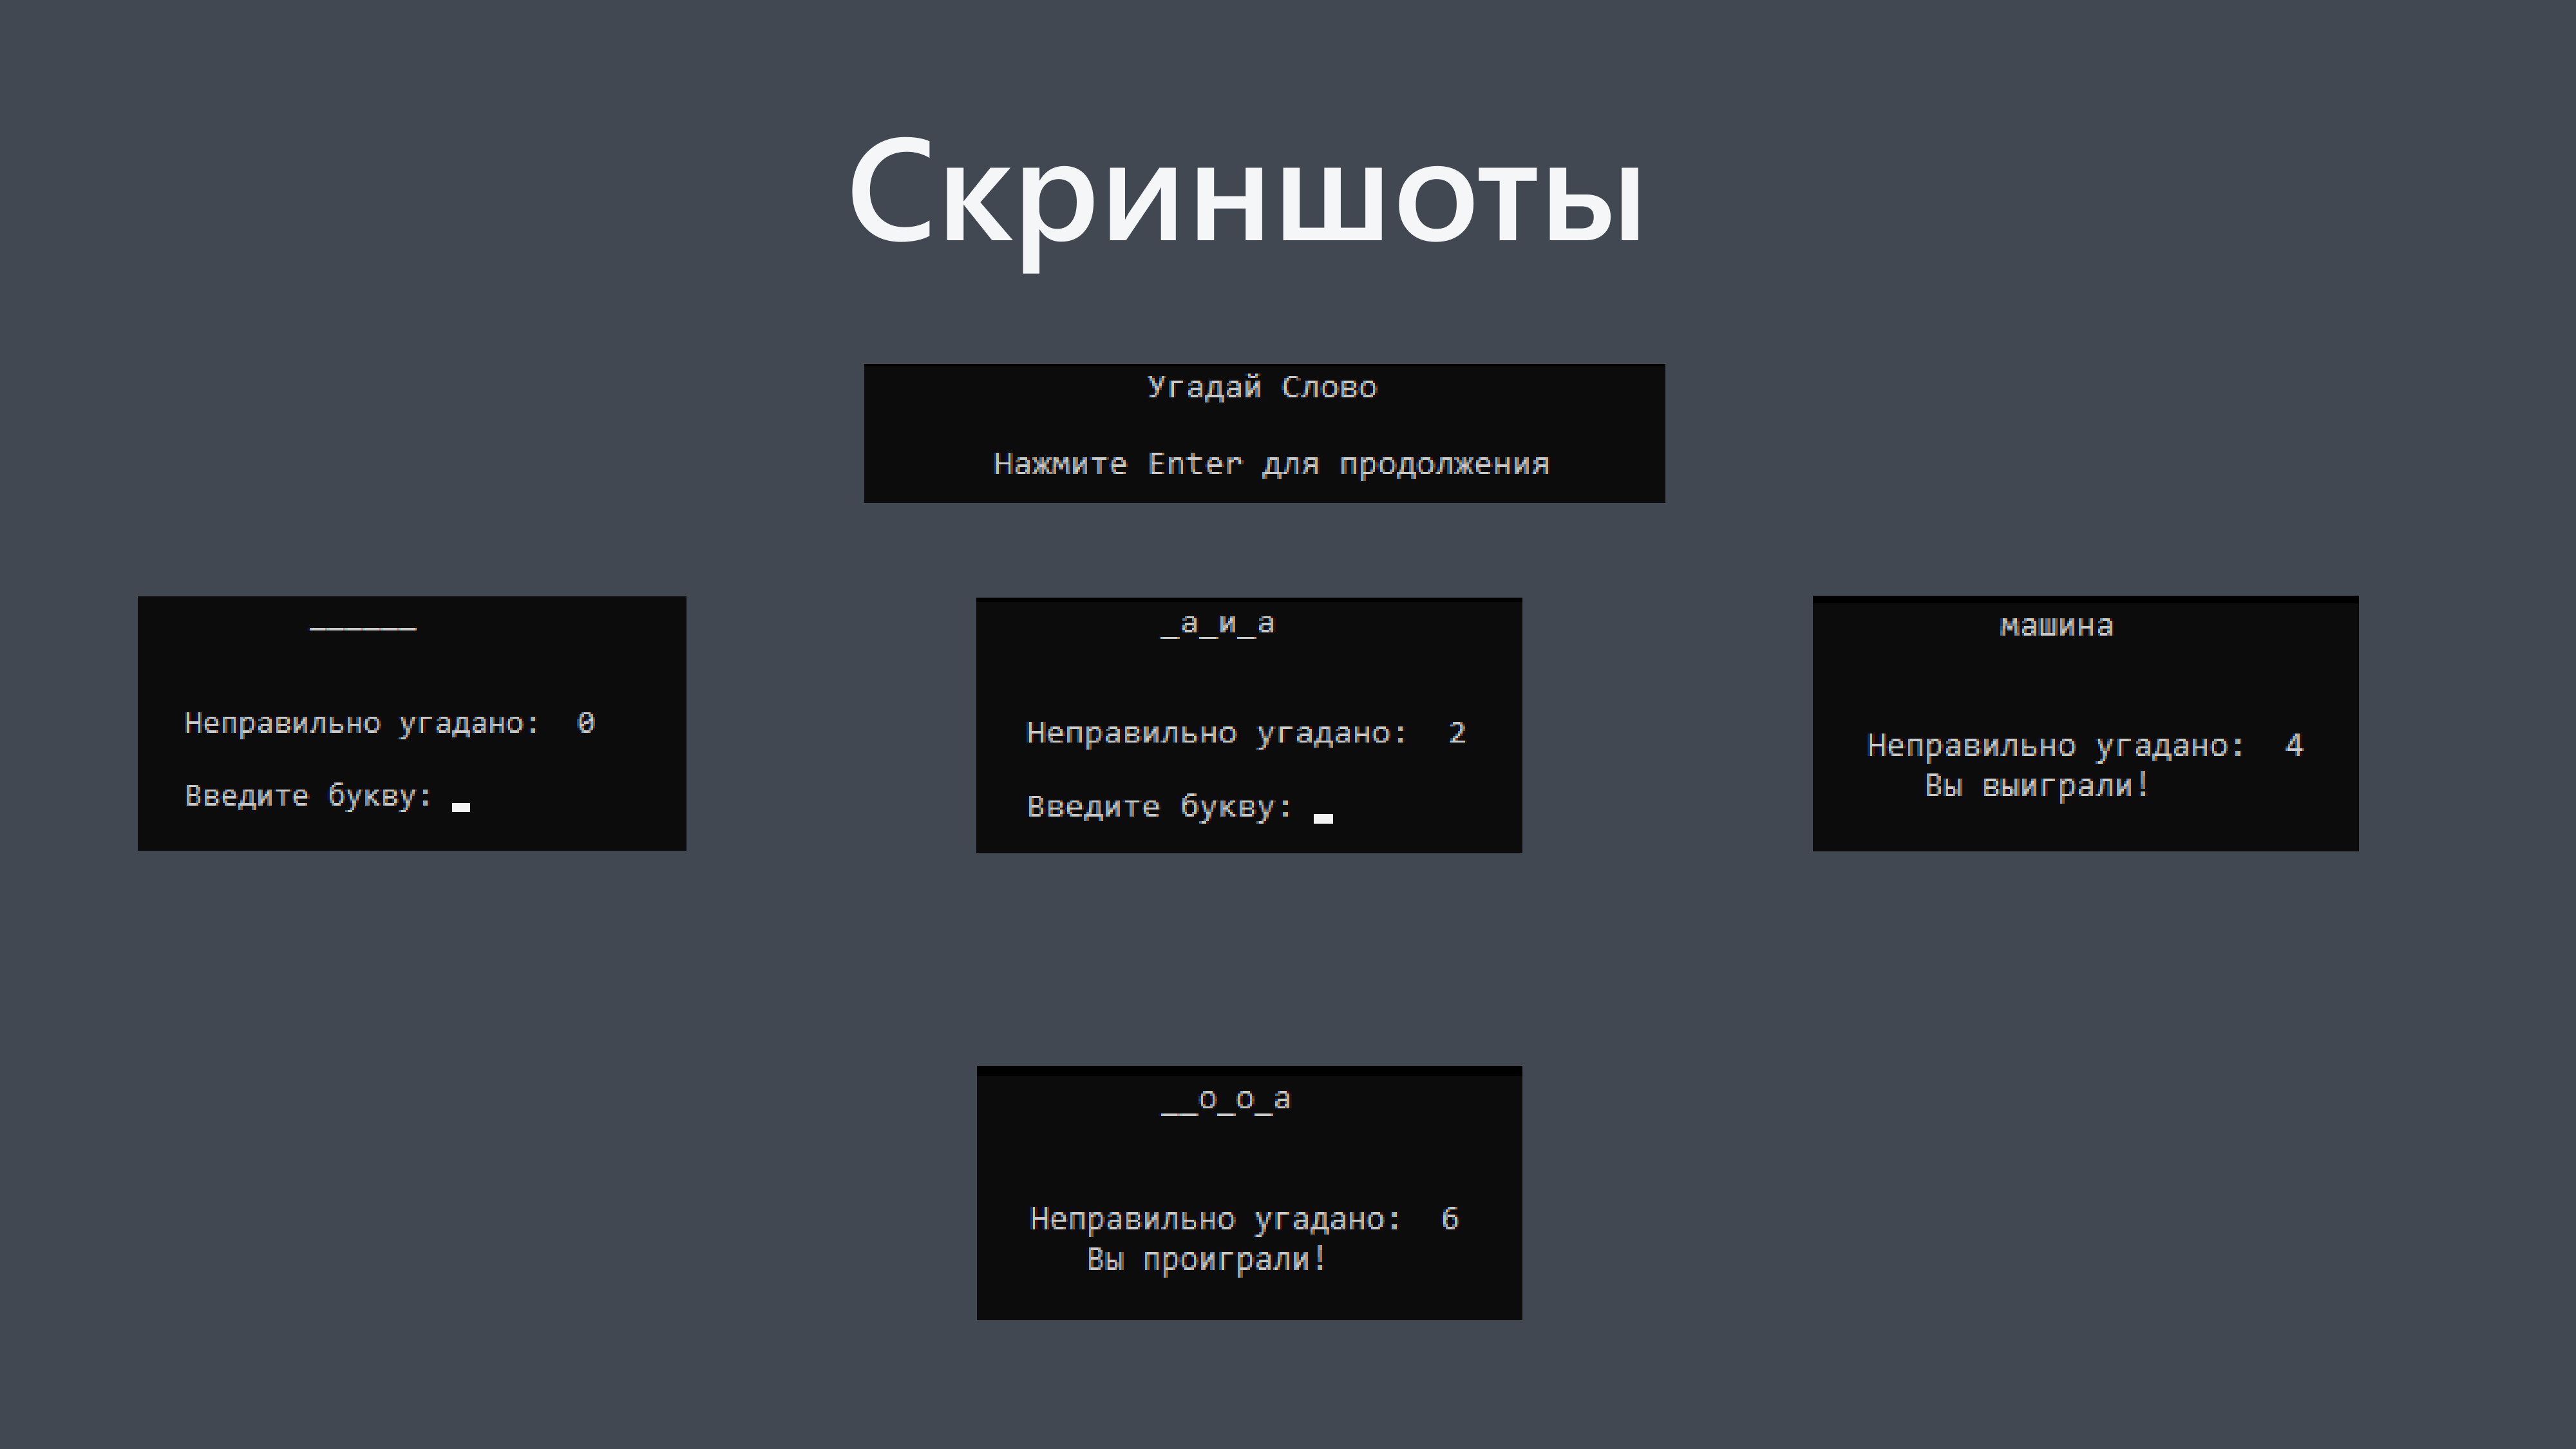 Скриншоты
Угадай Слово
Нажмите Enter для продолжения
______
Неправильно угадано:  0
Введите букву: 
_а_и_а
Неправильно угадано:  2
Введите букву: 
машина
Неправильно угадано:  4
Вы выиграли!
__о_о_а
Неправильно угадано:  6
Вы проиграли!